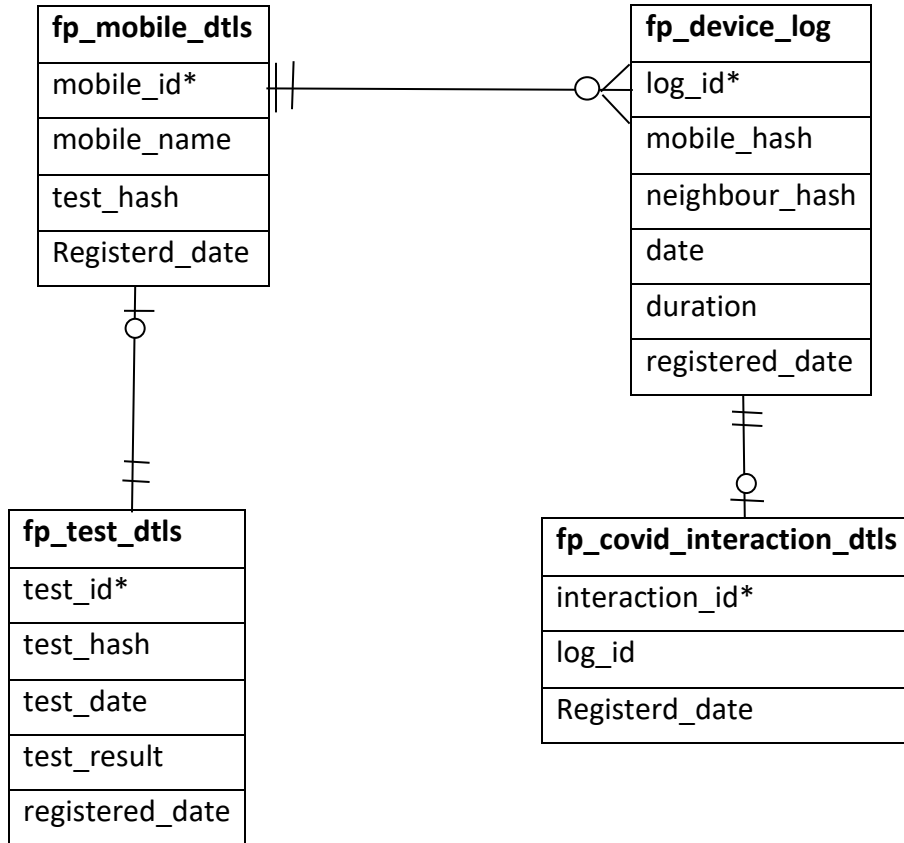 fp_mobile_dtls
mobile_id*
mobile_name
test_hash
Registerd_date
fp_device_log
log_id*
mobile_hash
neighbour_hash
date
duration
registered_date
fp_test_dtls
test_id*
test_hash
test_date
test_result
registered_date
fp_covid_interaction_dtls
interaction_id*
log_id
Registerd_date